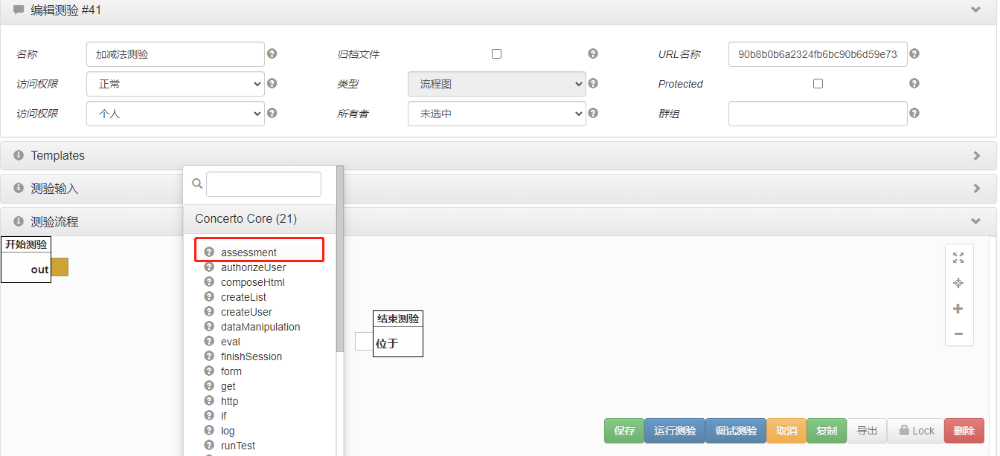 编辑测验 #41
名称 加减法测验 归档文件 URL名称 90b8b0b6a2324fb6bc90b6d59e73
访问权限 正常 类型 流程图 Protected
访问权限 个人 所有者 未选中 群组
Templates
测验输入
Concerto Core (21)
测验流程
开始测验
out
assessment
authorizeUser
composeHtml
createList
createUser
dataManipulation
eval
finishSession
form
get
http
if
log
runTest
结束测验
位于
保存 运行测验 调试测验 取消 复制 导出 Lock 删除